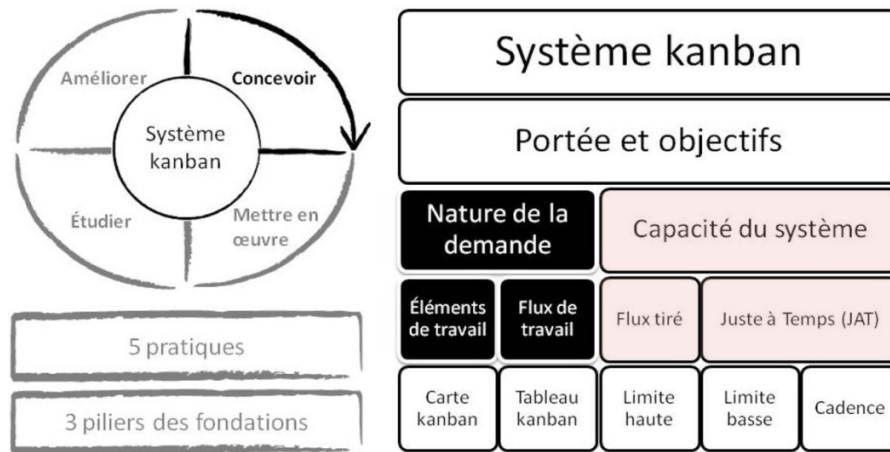 Améliorer
Concevoir
Système
kanban
Étudier
Mettre en
œuvre
5 pratiques
3 piliers des fondations
Système kanban
Portée et objectifs
Nature de la
demande
Capacité du système
Éléments
de travail
Flux de
travail
Flux tiré
Juste à Temps (JAT)
Carte
kanban
Tableau
kanban
Limite
haute
Limite
basse
Cadence